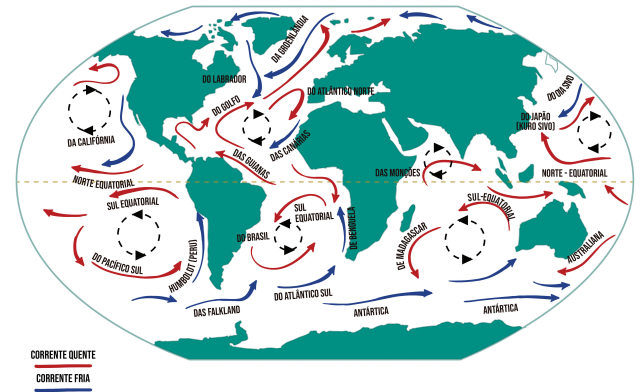 DA GROENLÂNDIA
DO LABRADOR
DO GOLFO
DO ATLÂNTICO NORTE
DO OIA SIVO
DO JAPÃO
(KURO SIVO)
DA CALIFÓRNIA
DAS CANÁRIAS
DAS GUIANAS
DAS MONÇÕES
NORTE - EQUATORIAL
NORTE EQUATORIAL
SUL EQUATORIAL
SUL
EQUATORIAL
SUL-EQUATORIAL
DO BRASIL
DE BENGUELA
DE MADAGASCAR
AUSTRALIANA
DO PACÍFICO SUL
HUMBOLDT (PERU)
DAS FALKLAND
DO ATLÂNTICO SUL
ANTÁRTICA
ANTÁRTICA
CORRENTE QUENTE
CORRENTE FRIA